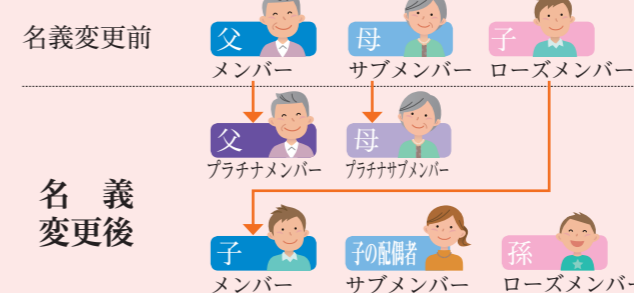 名義変更前
父
母
子
メンバー
サブメンバー
ローズメンバー
父
母
プラチナメンバー
プラチナサブメンバー
名 義
変更後
子
子の配偶者
孫
メンバー
サブメンバー
ローズメンバー